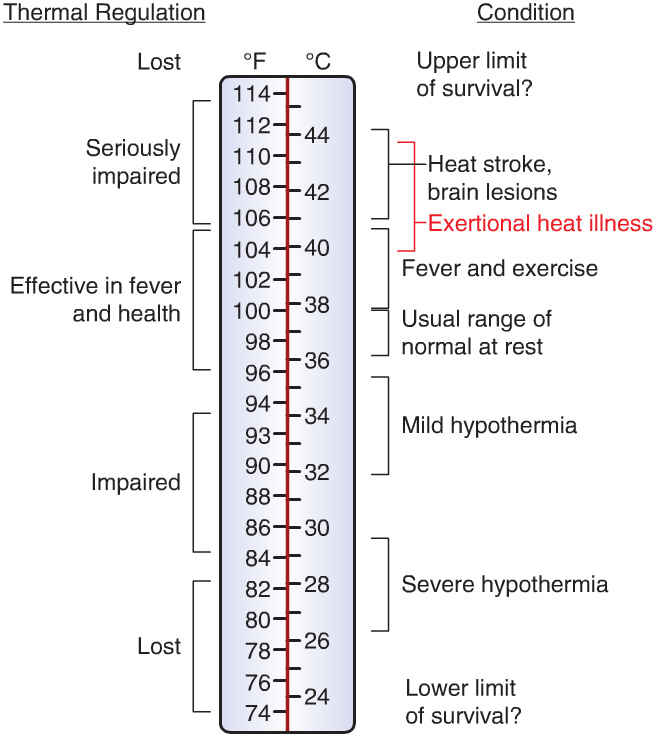 Thermal Regulation
Condition
Lost
°F
°C
Upper limit
of survival?
114
112
44
110
Seriously
impaired
Heat stroke,
brain lesions
108
42
106
Exertional heat illness
104
40
Fever and exercise
102
Effective in fever
and health
100
38
Usual range of
normal at rest
98
36
96
94
34
Mild hypothermia
93
90
32
Impaired
88
86
30
84
28
Severe hypothermia
82
80
26
Lost
78
76
24
Lower limit
of survival?
74